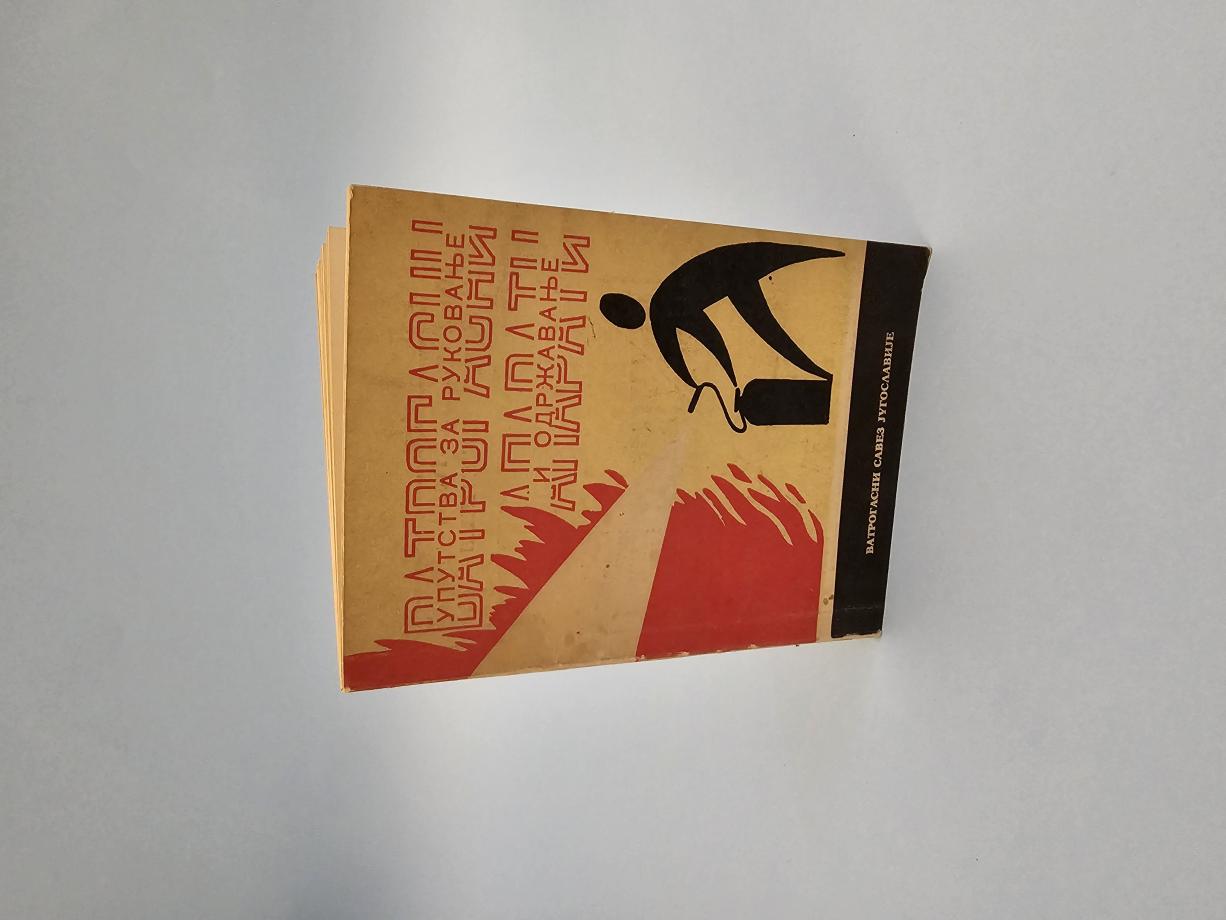 ВАТРОГАСНИ
УПУТСТВА ЗА РУКОВАЊЕ
АПАРАТИ
И ОДРЖАВАЊЕ
ВАТРОГАСНИ САВЕЗ ЈУГОСЛАВИЈЕ